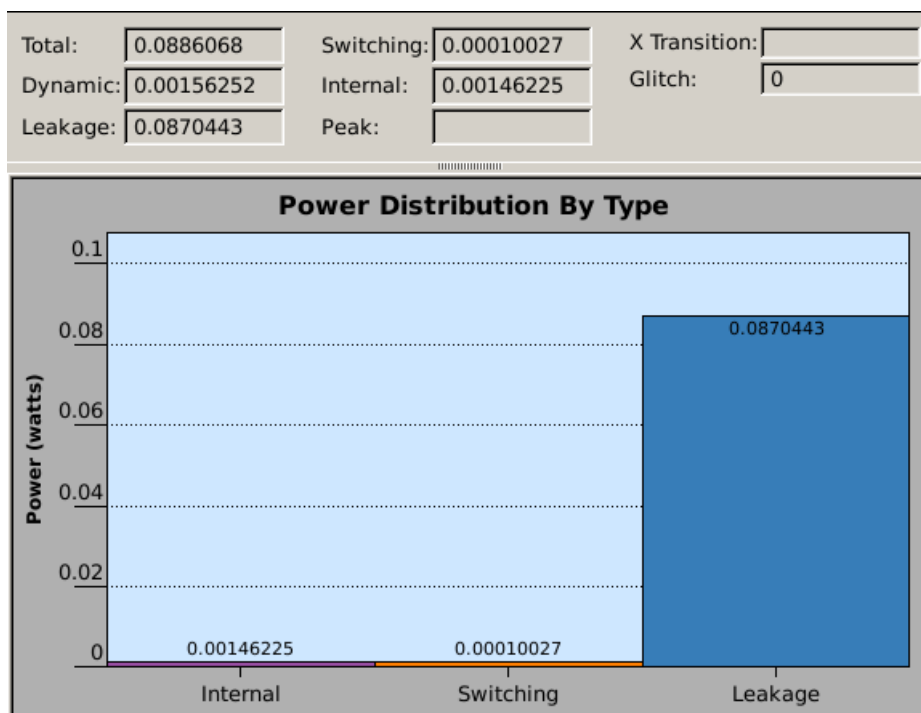 Total: 0.0886068 Switching: 0.00010027 X Transition:
Dynamic: 0.00156252 Internal: 0.00146225 Glitch: 0
Leakage: 0.0870443 Peak:
Power Distribution By Type
0.1
0.08
0.06
0.04
0.02
0
Power (watts)
0.00146225
0.00010027
0.0870443
Internal Switching Leakage